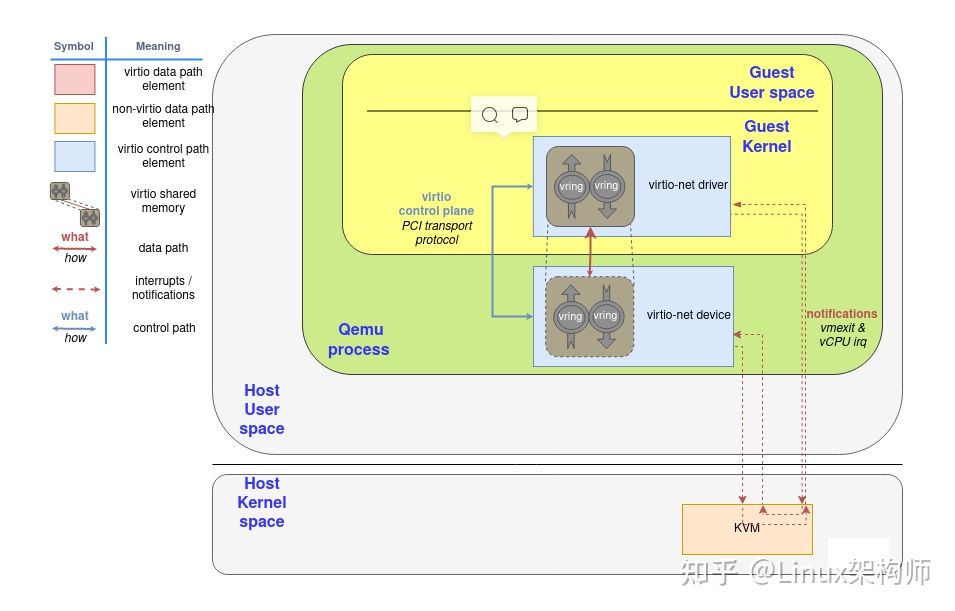 Symbol
Meaning
virtio data path
element
non-virtio data path
element
virtio control path
element
virtio shared
memory
what
how
data path
interrupts /
notifications
what
how
control path
Guest
User space
Guest
Kernel
vring
vring
virtio-net driver
virtio
control plane
PCI transport
protocol
vring
vring
virtio-net device
notifications
vmexit &
vCPU irq
Qemu
process
Host
User
space
Host
Kernel
space
KVM
知乎 @Linux架构师